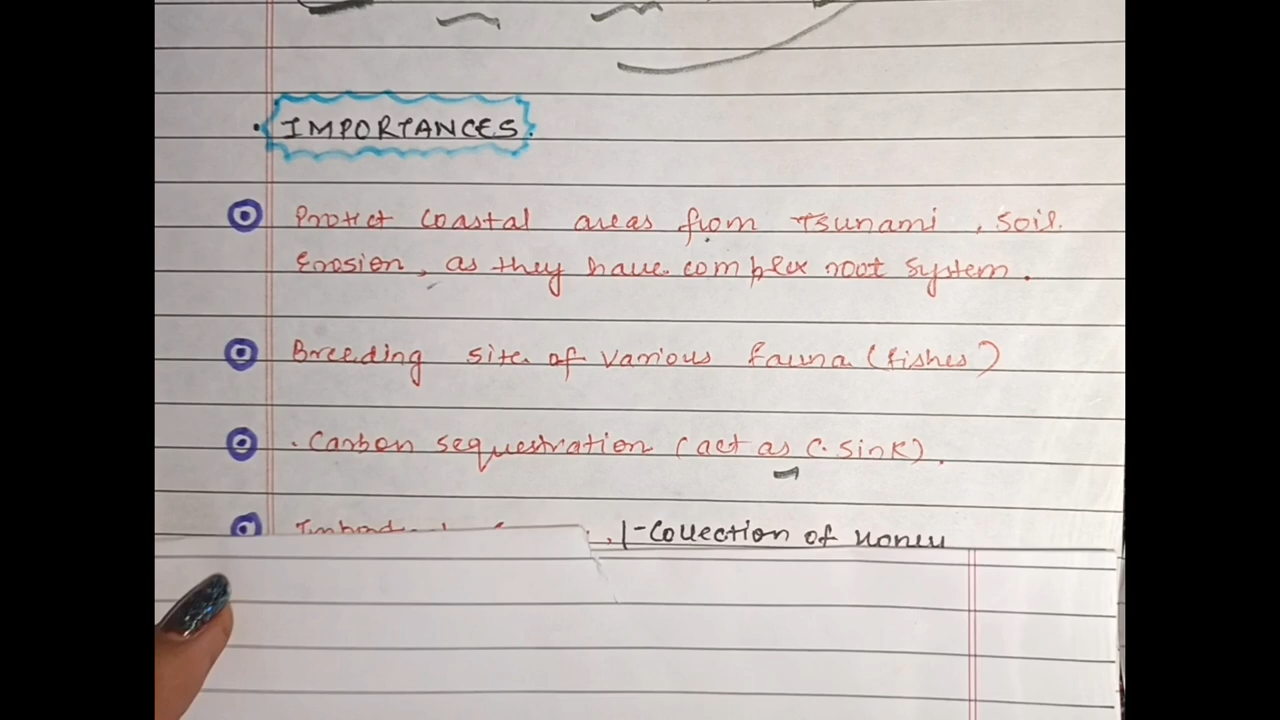 . IMPORTANCES.
Protect coastal areas from Tsunami, soil
Erosion, as they have complex root system.
Breeding site of various fauna (fishes)
. Carbon sequestration (act as C. sink).
, |- Collection of honey